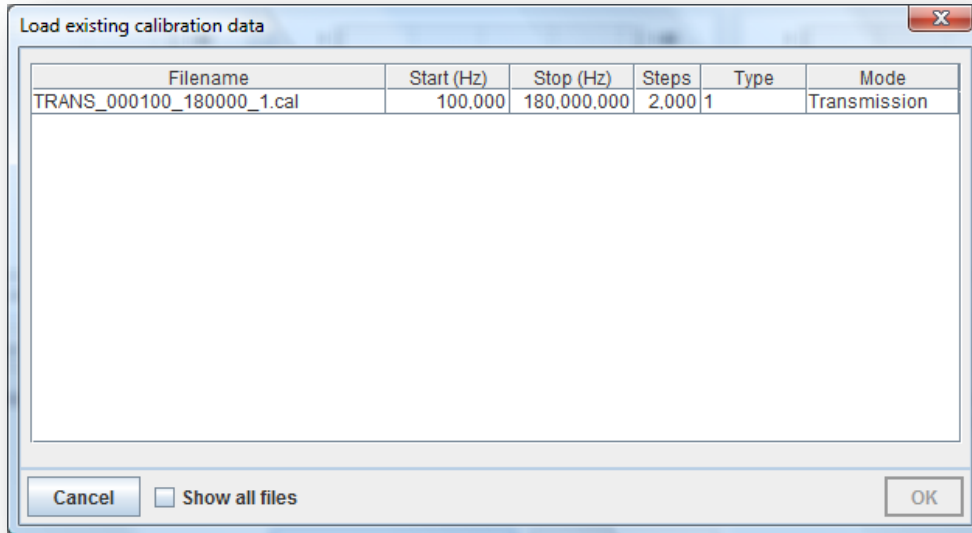 Load existing calibration data
x
Filename Start (Hz) Stop (Hz) Steps Type Mode
TRANS_000100_180000_1.cal 100,000 180,000,000 2,000 1 Transmission
Cancel Show all files OK